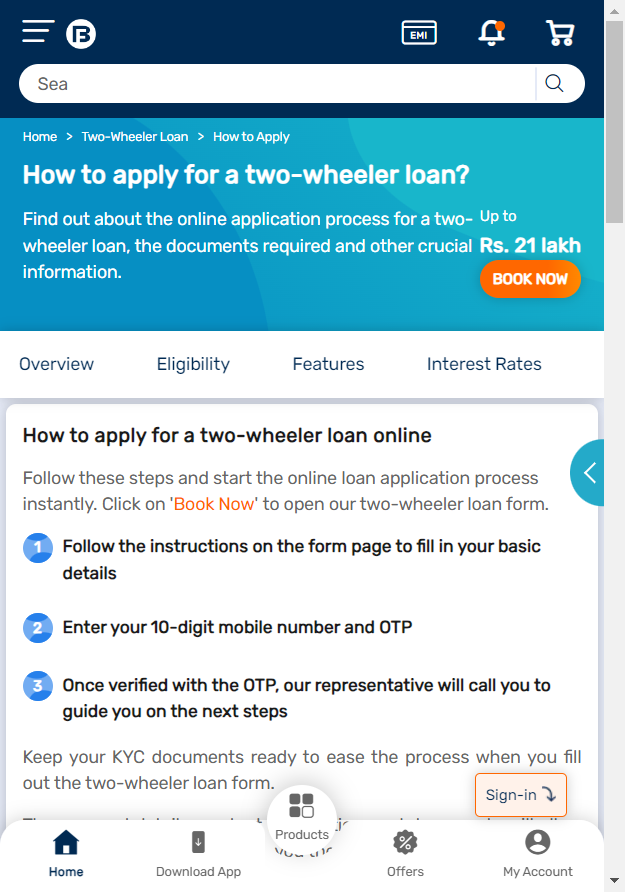 EMI
Sea
Home > Two-Wheeler Loan > How to Apply
How to apply for a two-wheeler loan?
Find out about the online application process for a two-
wheeler loan, the documents required and other crucial
information.
Up to
Rs. 21 lakh
BOOK NOW
Overview Eligibility Features Interest Rates
How to apply for a two-wheeler loan online
Follow these steps and start the online loan application process
instantly. Click on 'Book Now' to open our two-wheeler loan form.
1 Follow the instructions on the form page to fill in your basic
details
2 Enter your 10-digit mobile number and OTP
3 Once verified with the OTP, our representative will call you to
guide you on the next steps
Keep your KYC documents ready to ease the process when you fill
out the two-wheeler loan form.
Sign-in
Products
Home Download App Offers My Account